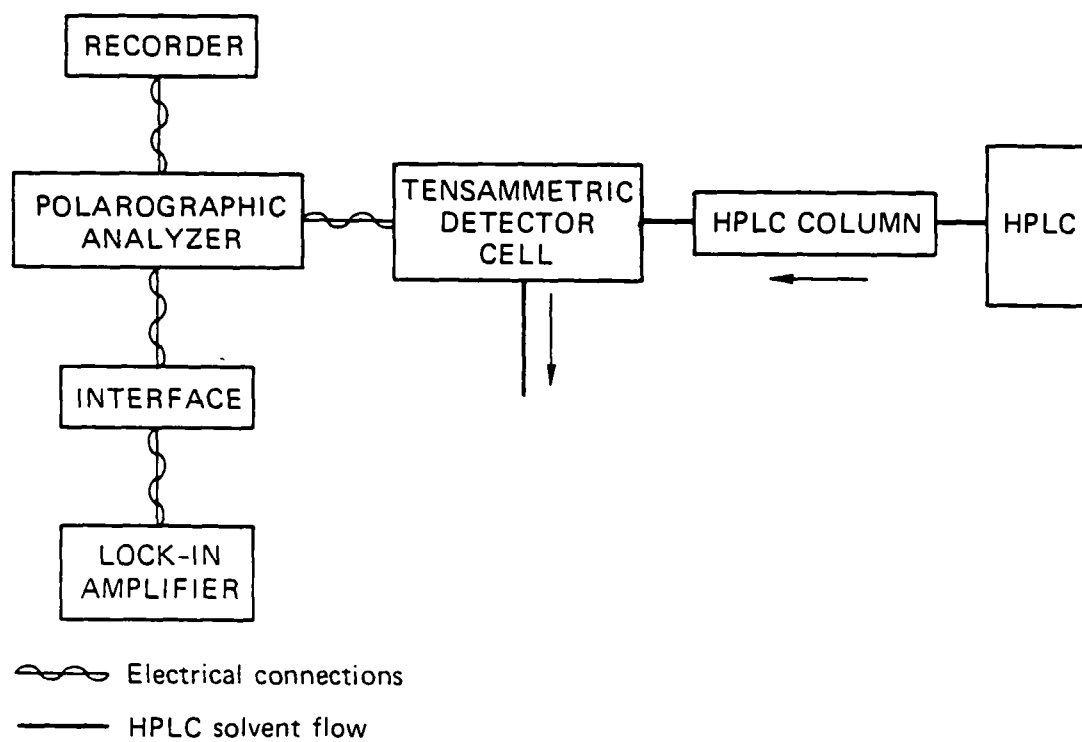 RECORDER
POLAROGRAPHIC
ANALYZER
TENSAMMETRIC
DETECTOR
CELL
HPLC COLUMN
HPLC
INTERFACE
LOCK-IN
AMPLIFIER
Electrical connections
HPLC solvent flow